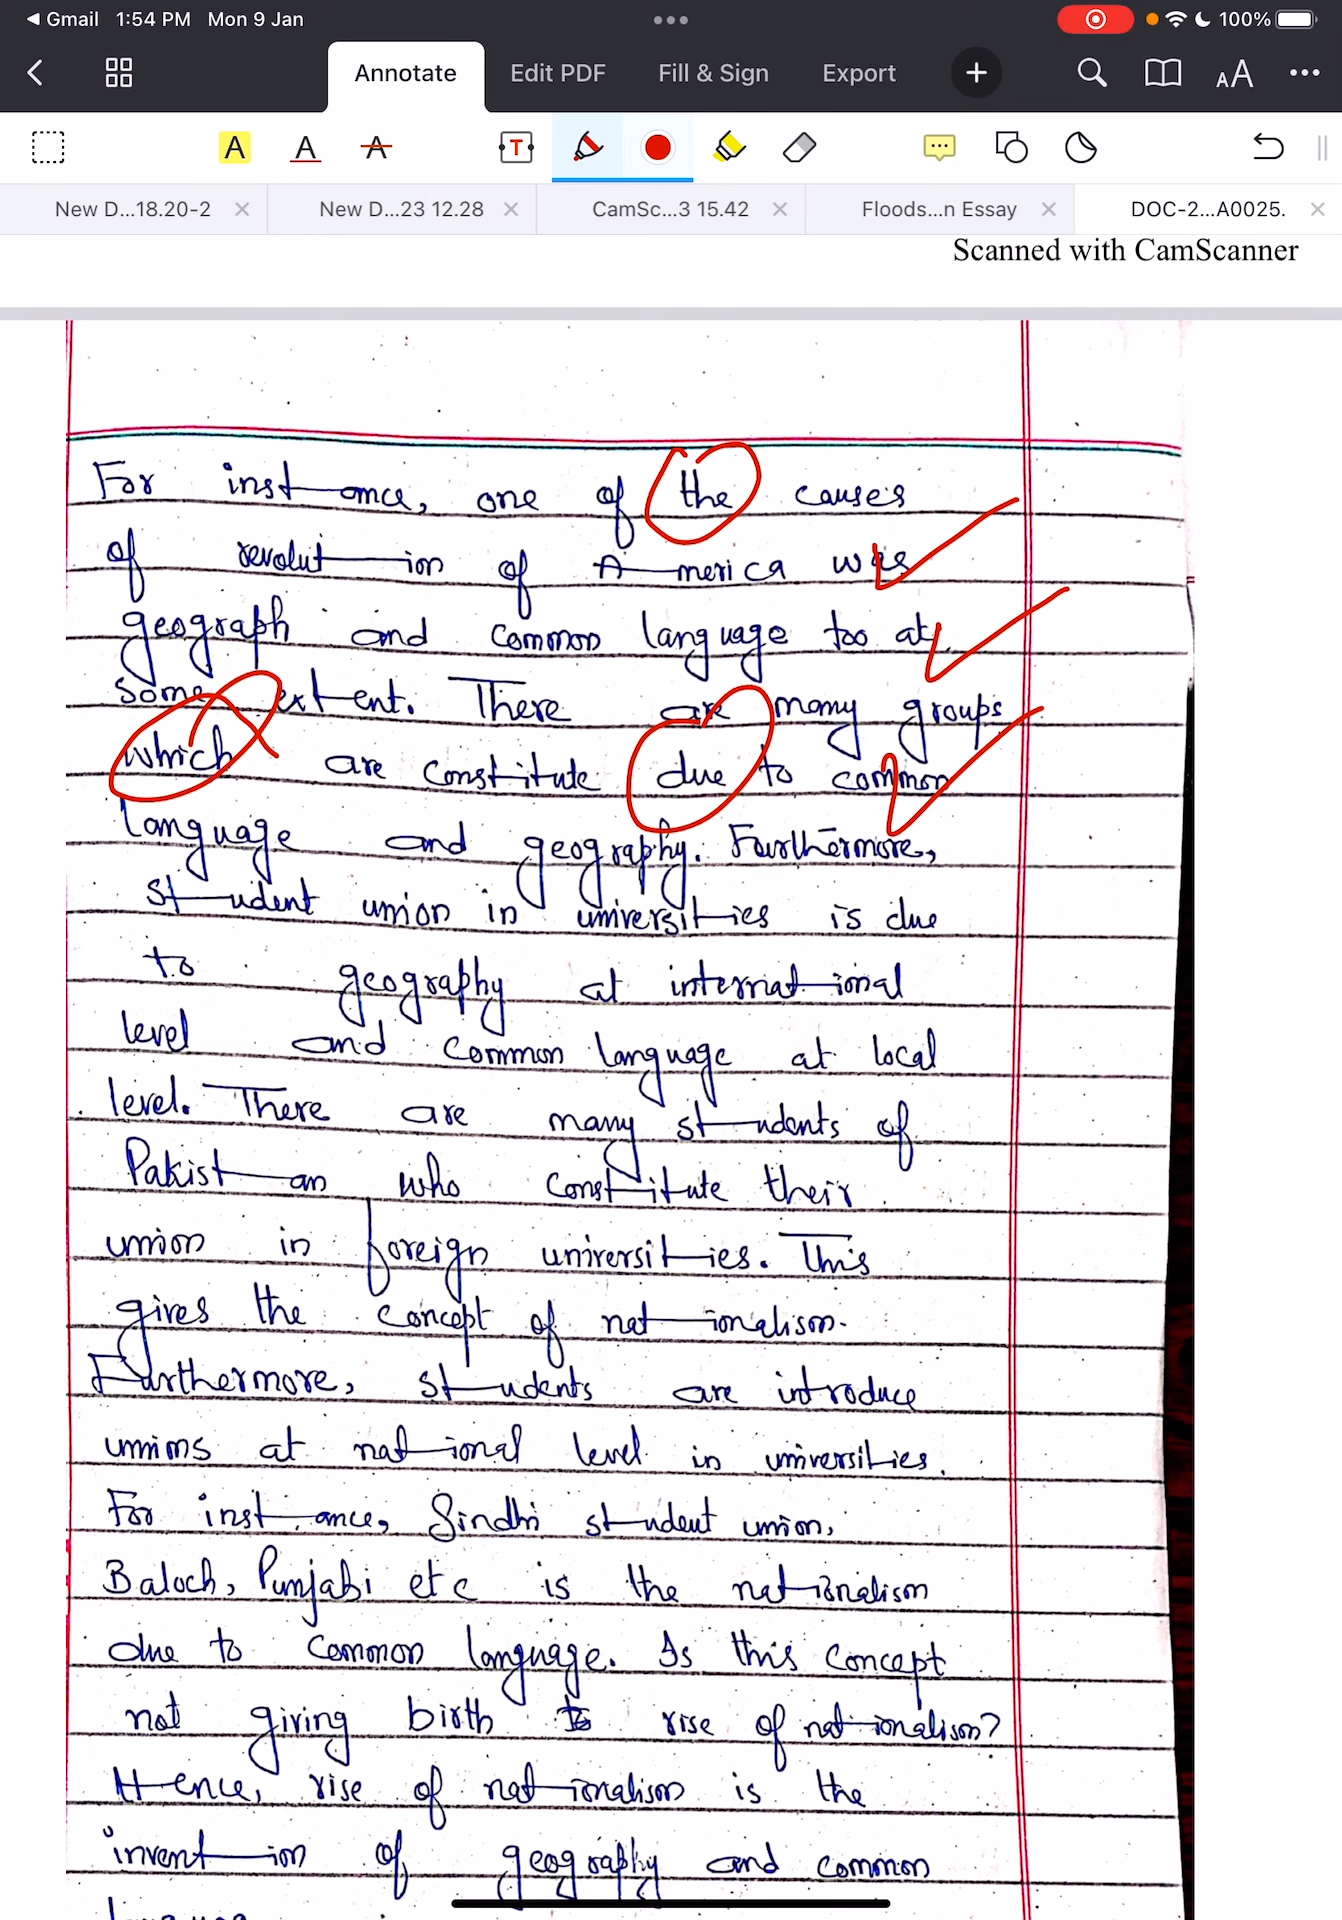 Gmail 1:54 PM Mon 9 Jan 100%
Annotate Edit PDF Fill & Sign Export
New D...18.20-2 New D...23 12.28 CamSc...3 15.42 Floods...n Essay DOC-2...A0025.
Scanned with CamScanner
For instance, one of the causes
of revolution of America was
geograph and common language too at
some extent. There are many groups
which are constitute due to common
language and geography. Furthermore,
student union in universities is due
to geography at international
level and common language at local
level. There are many students of
Pakistan who constitute their
union in foreign universities. This
gives the concept of nationalism.
Furthermore, students are introduce
unions at national level in universities.
For instance, Sindhi student union,
Baloch, Punjabi etc is the nationalism
due to common language. Is this concept
not giving birth to rise of nationalism?
Hence, rise of nationalism is the
invention of geography and common